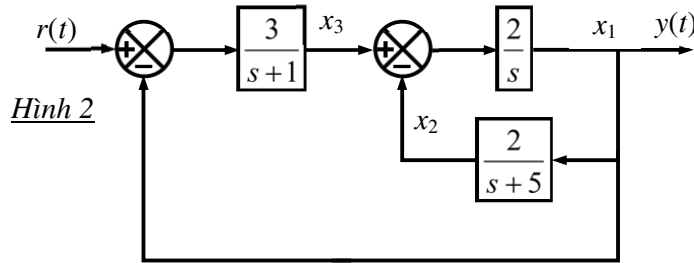 r(t) + − 3/(s+1) x₃ + − 2/s x₁ y(t)
Hình 2
x₂ 2/(s+5)